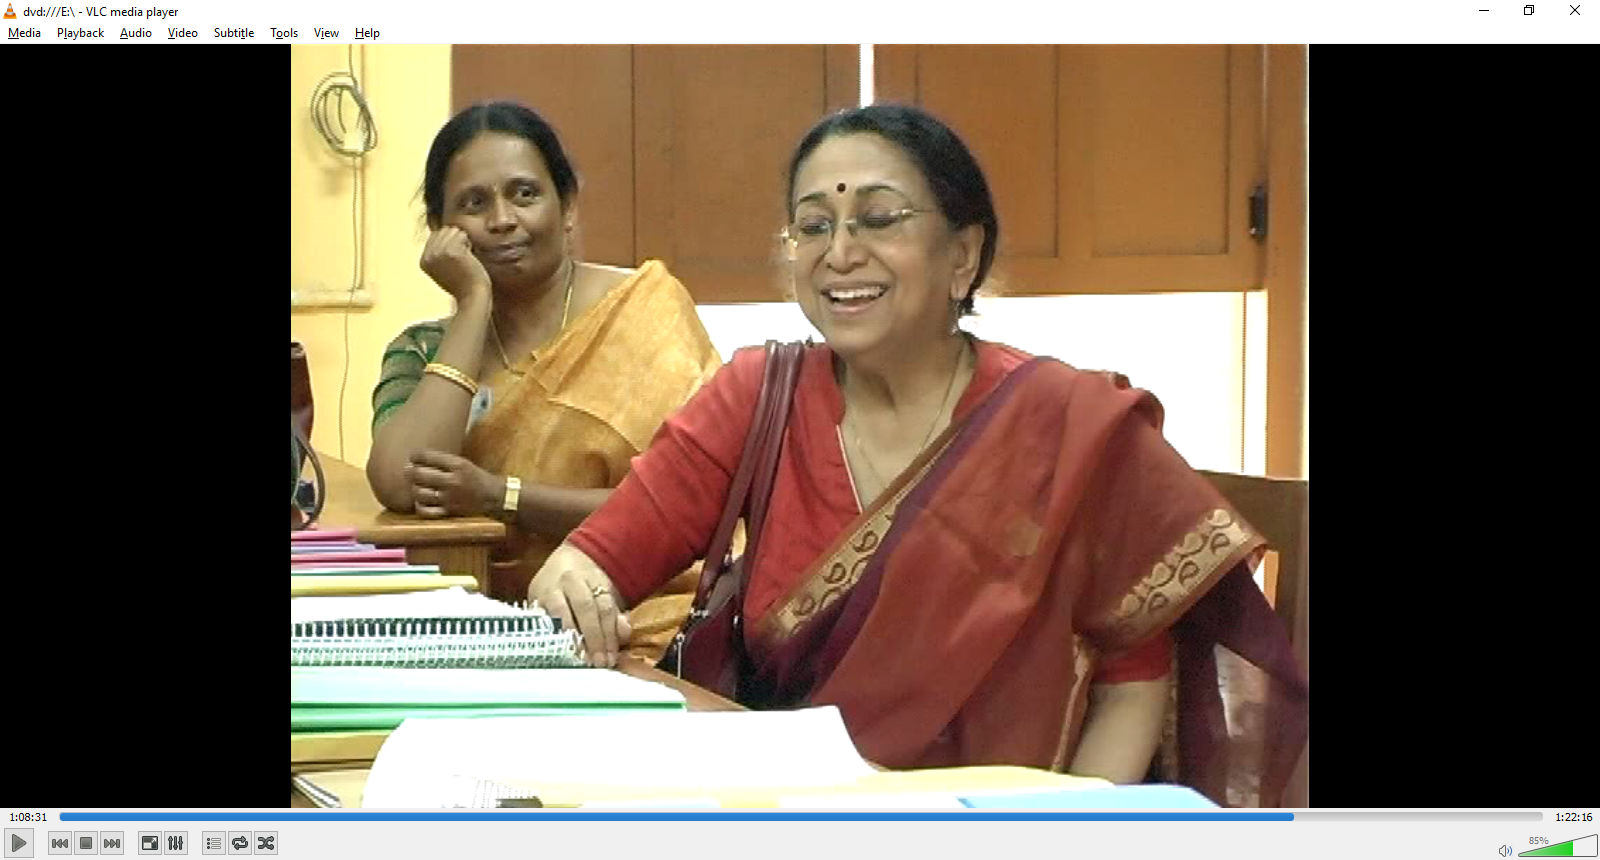 dvd:///E:\ - VLC media player
Media Playback Audio Video Subtitle Tools View Help
1:08:31 1:22:16
85%